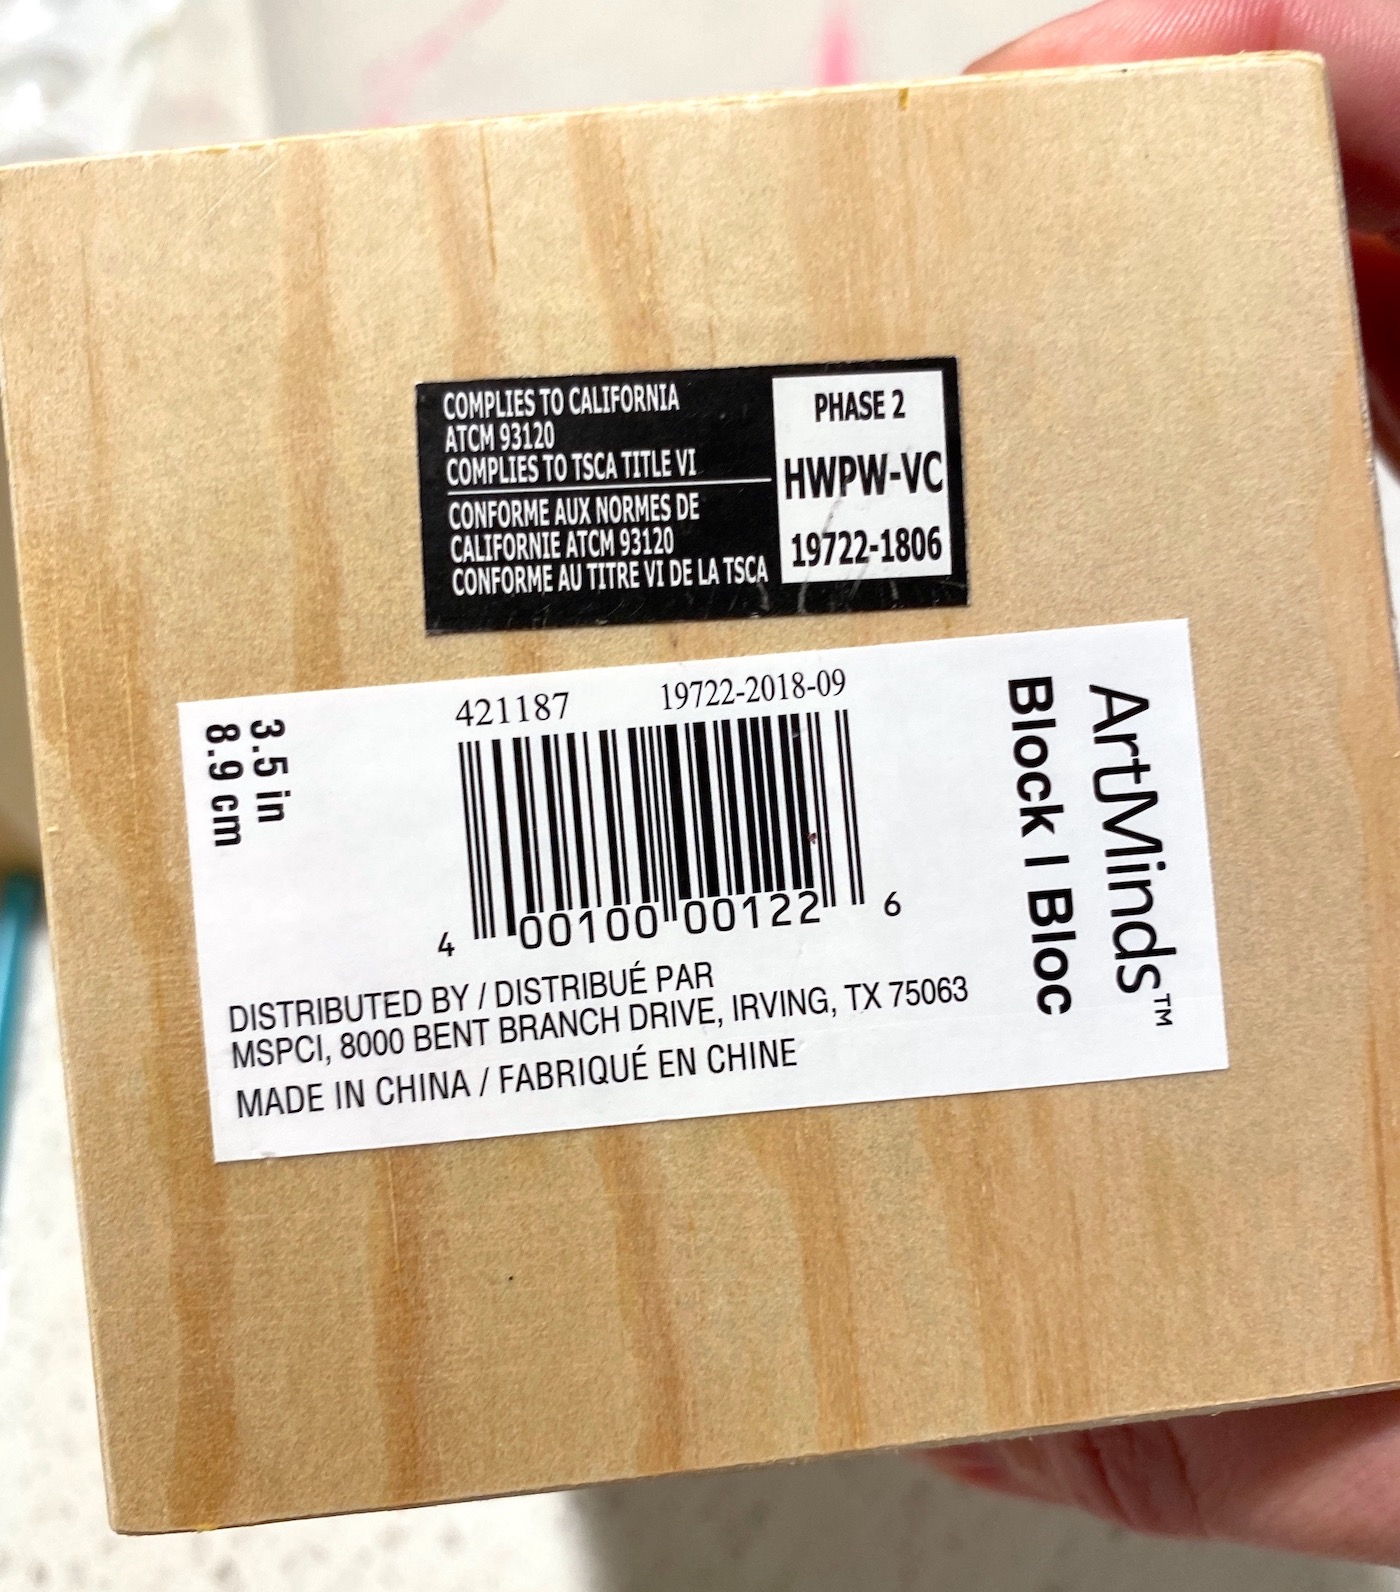 COMPLIES TO CALIFORNIA
ATCM 93120
COMPLIES TO TSCA TITLE VI
CONFORME AUX NORMES DE
CALIFORNIE ATCM 93120
CONFORME AU TITRE VI DE LA TSCA
PHASE 2
HWPW-VC
19722-1806
3.5 in
8.9 cm
421187 19722-2018-09
4 00100 00122 6
DISTRIBUTED BY / DISTRIBUÉ PAR
MSPCI, 8000 BENT BRANCH DRIVE, IRVING, TX 75063
MADE IN CHINA / FABRIQUÉ EN CHINE
ArtMinds™
Block | Bloc